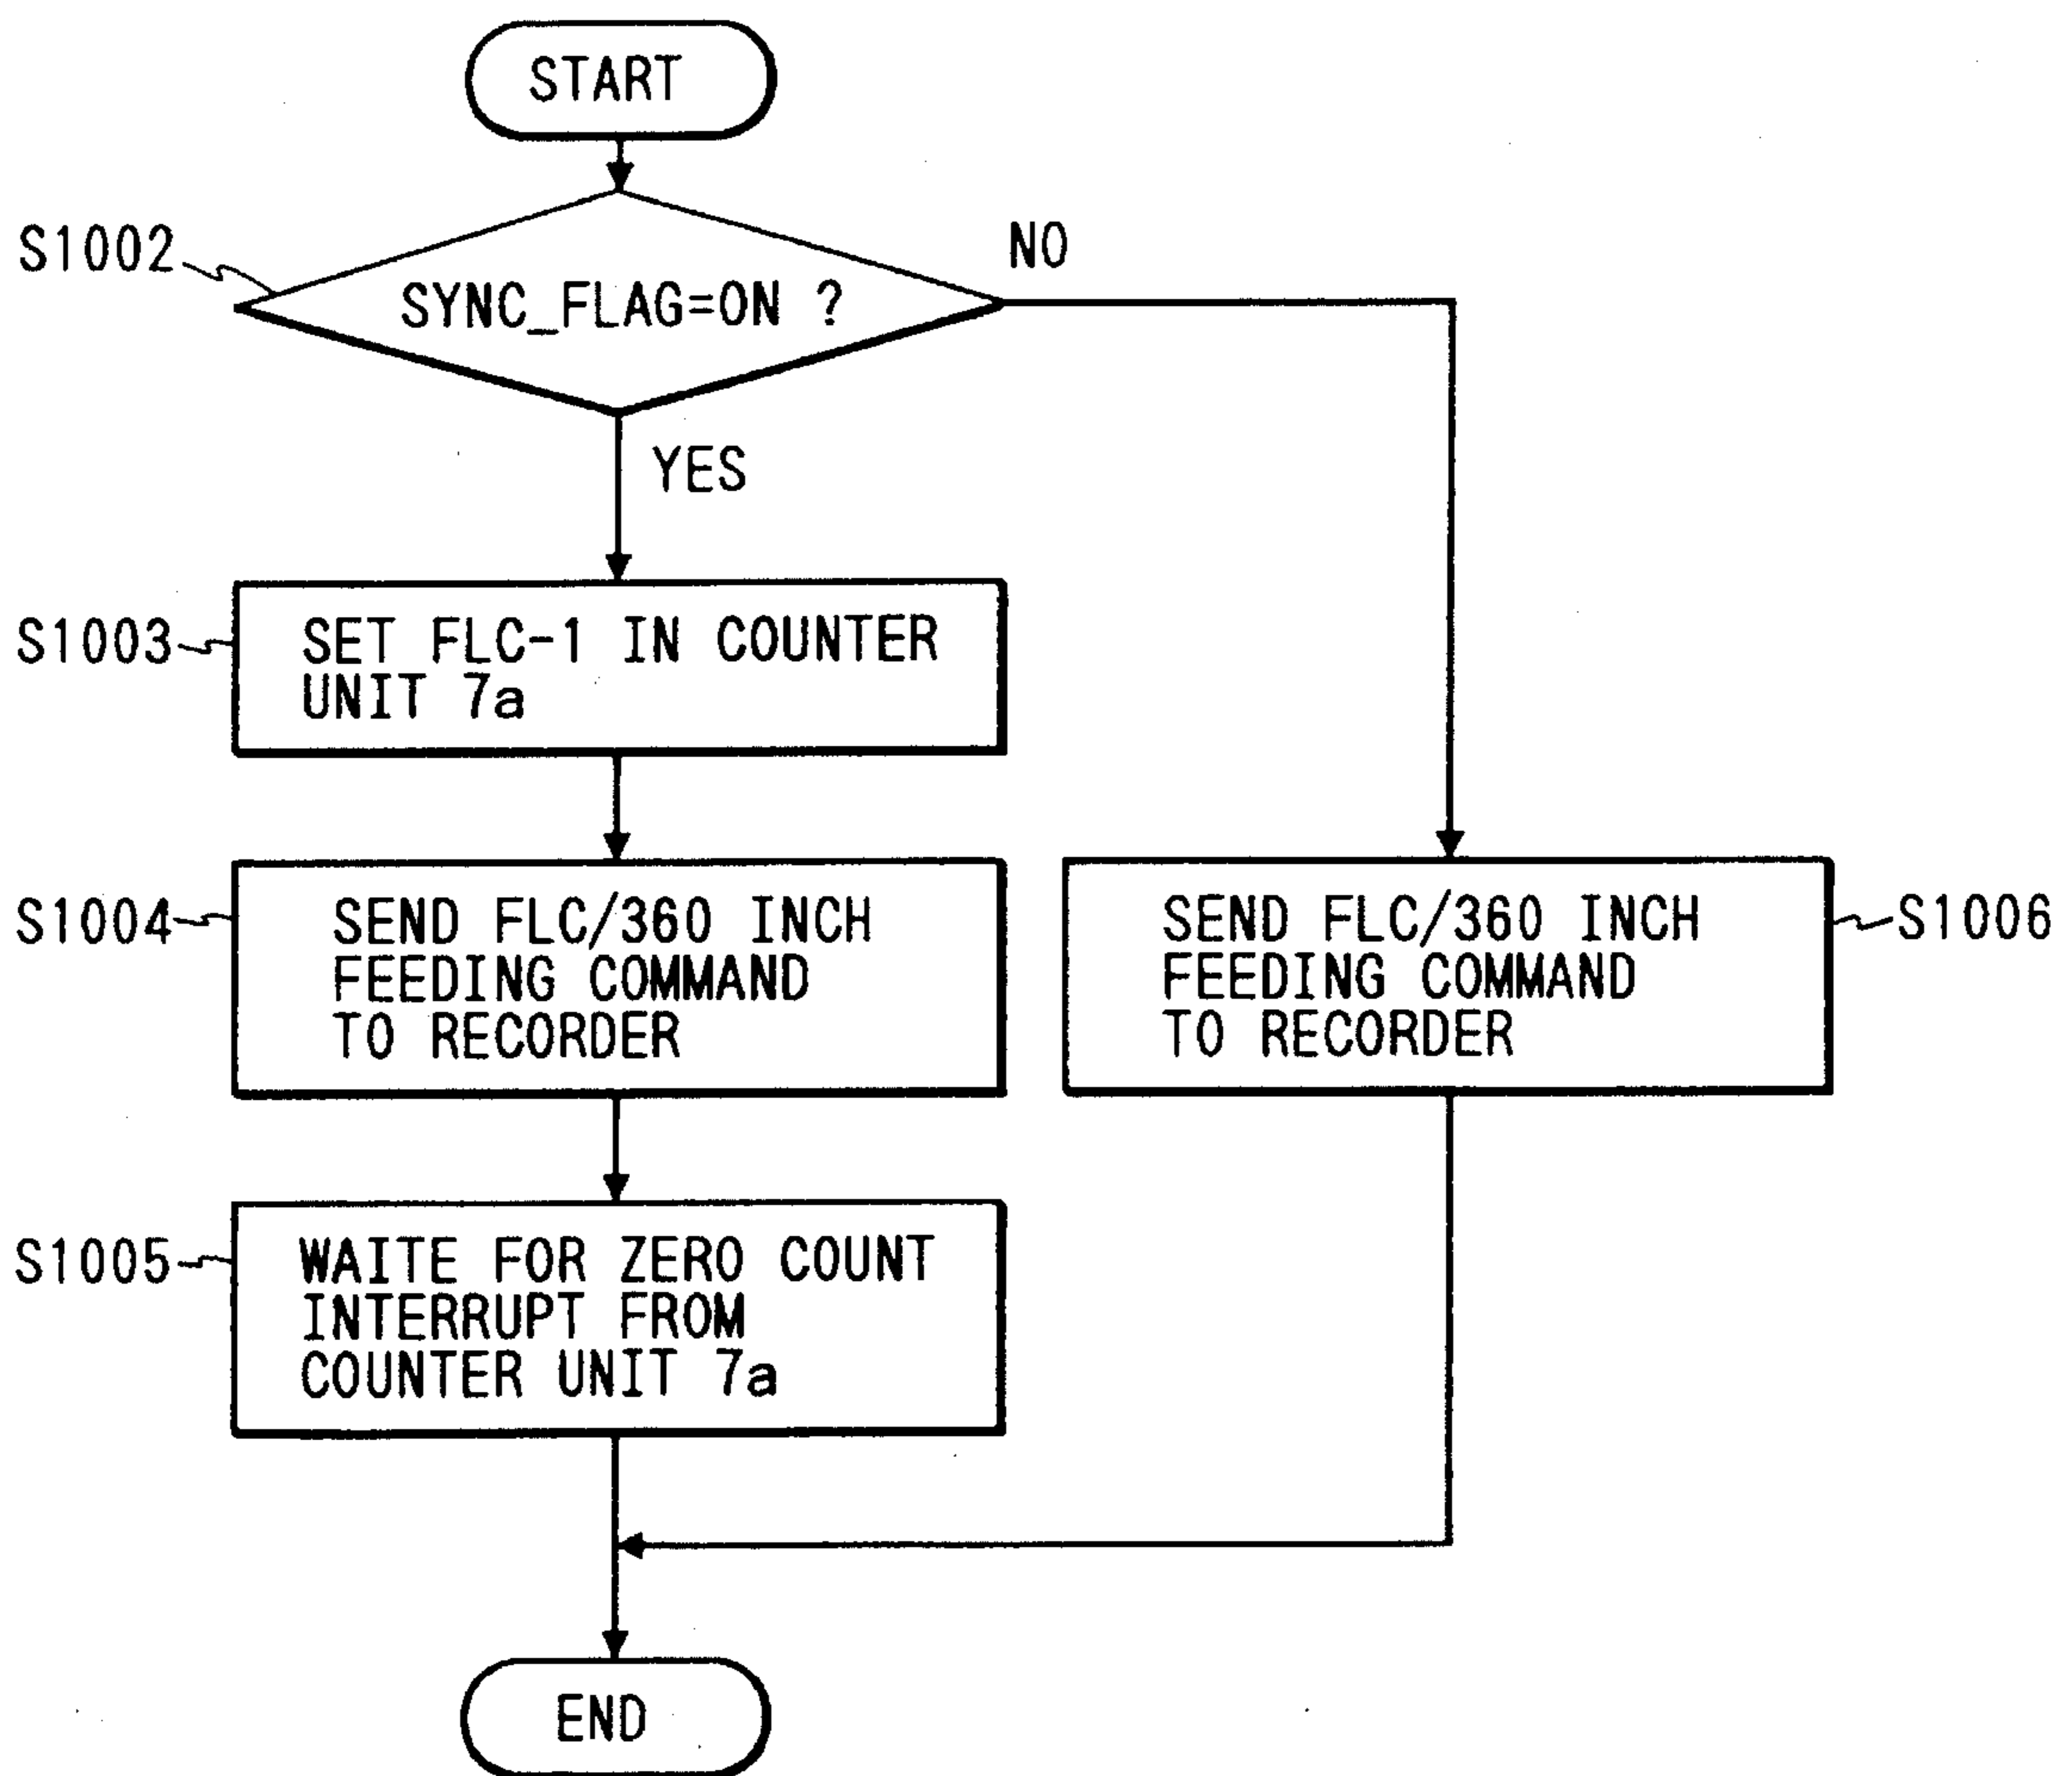 START
S1002
SYNC_FLAG=ON ?
NO
YES
S1003
SET FLC-1 IN COUNTER
UNIT 7a
S1004
SEND FLC/360 INCH
FEEDING COMMAND
TO RECORDER
SEND FLC/360 INCH
FEEDING COMMAND
TO RECORDER
S1006
S1005
WAITE FOR ZERO COUNT
INTERRUPT FROM
COUNTER UNIT 7a
END